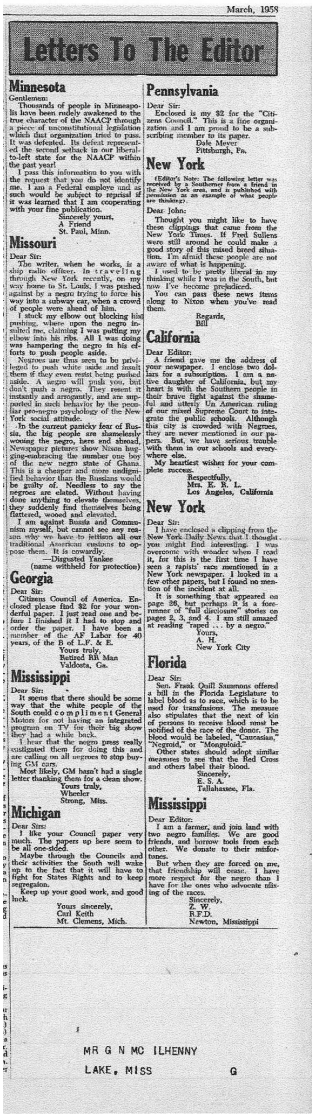 March, 1958
Letters To The Editor
Minnesota
Gentlemen:
Thousands of people in Minneapo-
lis have been rudely awakened to the
true character of the NAACP through
a piece of unconstitutional legislation
which that organization tried to pass.
It was defeated. Its defeat represent-
ed the second setback in our liberal-
to-left state for the NAACP within
the past year!
I pass this information to you with
the request that you do not identify
me. I am a Federal employe and as
such would be subject to reprisal if
it was learned that I am cooperating
with your fine publication.
Sincerely yours,
A Friend
St. Paul, Minn.
Missouri
Dear Sir:
The writer, when he works, is a
ship radio officer. In traveling
through New York recently, on my
way home to St. Louis, I was pushed
against by a negro trying to force his
way into a subway car, when a crowd
of people were ahead of him.
I stuck my elbow out blocking his
pushing, where upon the negro in-
sulted me, claiming I was putting my
elbow into his ribs. All I was doing
was hampering the negro in his ef-
forts to push people aside.
Negroes are thus seen to be privi-
leged to push white aside and insult
them if they even resist being pushed
aside. A negro will push you, but
don't push a negro. They resent it
instantly and arrogantly, and are sup-
ported in such behavior by the pecu-
liar pro-negro psychology of the New
York social attitude.
In the current panicky fear of Rus-
sia, the big people are shamelessly
wooing the negro, here and abroad.
Newspaper pictures show Nixon hug-
ging-embracing the number one boy
of the new negro state of Ghana.
This is a cheaper and more undigni-
fied behavior than the Russians would
be guilty of. Needless to say the
negroes are elated. Without having
done anything to elevate themselves,
they suddenly find themselves being
flattered, wooed and elevated.
I am against Russia and Commu-
nism myself, but cannot see any rea-
son why we have to jettison all our
traditional American customs to op-
pose them. It is cowardly.
—Disgusted Yankee
(name withheld for protection)
Georgia
Dear Sir:
Citizens Council of America. En-
closed please find $2 for your won-
derful paper. I just read one and be-
fore I finished it I had to stop and
order the paper. I have been a
member of the AF Labor for 40
years, of the B of L.F. & E.
Yours truly,
Retired RR Man
Valdosta, Ga.
Mississippi
Dear Sir:
It seems that there should be some
way that the white people of the
South could compliment General
Motors for not having an integrated
program on TV for their big show
they had a while back.
I hear that the negro press really
castigated them for doing this and
are calling on all negroes to stop buy-
ing GM cars.
Most likely, GM hasn't had a single
letter thanking them for a clean show.
Yours truly,
Wheeler
Strong, Miss.
Michigan
Dear Sirs:
I like your Council paper very
much. The papers up here seem to
be all one-sided.
Maybe through the Councils and
their activities the South will wake
up to the fact that it will have to
fight for States Rights and to keep
segregaion.
Keep up your good work, and good
luck.
Yours sincerely,
Carl Keith
Mt. Clemens, Mich.
Pennsylvania
Dear Sir:
Enclosed is my $2 for the "Citi-
zens Council." This is a fine organi-
zation and I am proud to be a sub-
scribing member to its paper.
Dale Meyer
Pittsburgh, Pa.
New York
(Editor's Note: The following letter was
received by a Southerner from a friend in
the New York area, and is published with
permission as an example of what people
are thinking):
Dear John:
Thought you might like to have
these clippings that came from the
New York Times. If Fred Sullens
were still around he could make a
good story of this mixed breed situa-
tion. I'm afraid these people are not
aware of what is happening.
I used to be pretty liberal in my
thinking while I was in the South, but
now I've become prejudiced.
You can pass these news items
along to Nixon when you've read
them.
Regards,
Bill
California
Dear Editor:
A friend gave me the address of
your newspaper. I enclose two dol-
lars for a subscription. I am a na-
tive daughter of California, but my
heart is with the Southern people in
their brave fight against the shame-
ful and utterly Un American, ruling
of our mixed Supreme Court to inte-
grate the public schools. Although
this city is crowded with Negroes,
they are never mentioned in our pa-
pers. But, we have serious trouble
with them in our schools and every-
where else.
My heartiest wishes for your com-
plete success.
Respectfully,
Mrs. E. R. L.
Los Angeles, California
New York
Dear Sir:
I have enclosed a clipping from the
New York Daily News that I thought
you might find interesting. I was
overcome with wonder when I read
it, for this is the first time I have
seen a rapists' race mentioned in a
New York newspaper. I looked in a
few other papers, but I found no men-
tion of the incident at all.
It is something that appeared on
page 26, but perhaps it is a fore-
runner of "full disclosure" stories on
pages 2, 3, and 4. I am still amazed
at reading "raped ... by a negro."
Yours,
A. H.
New York City
Florida
Dear Sir:
Sen. Frank Quill Sammons offered
a bill in the Florida Legislature to
label blood as to race, which is to be
used for transfusions. The measure
also stipulates that the next of kin
of persons to receive blood must be
notified of the race of the donor. The
blood would be labeled, "Caucasian,"
"Negroid," or "Mongoloid."
Other states should adopt similar
measures to see that the Red Cross
and others label their blood.
Sincerely,
E. S. A.
Tallahassee, Fla.
Mississippi
Dear Editor:
I am a farmer, and join land with
two negro families. We are good
friends, and borrow tools from each
other. We donate to their misfor-
tunes.
But when they are forced on me,
that friendship will cease. I have
more respect for the negro than I
have for the ones who advocate mix-
ing of the races.
Sincerely,
Z. W.
R.F.D.
Newton, Mississippi
MR G N MC ILHENNY
LAKE, MISS G